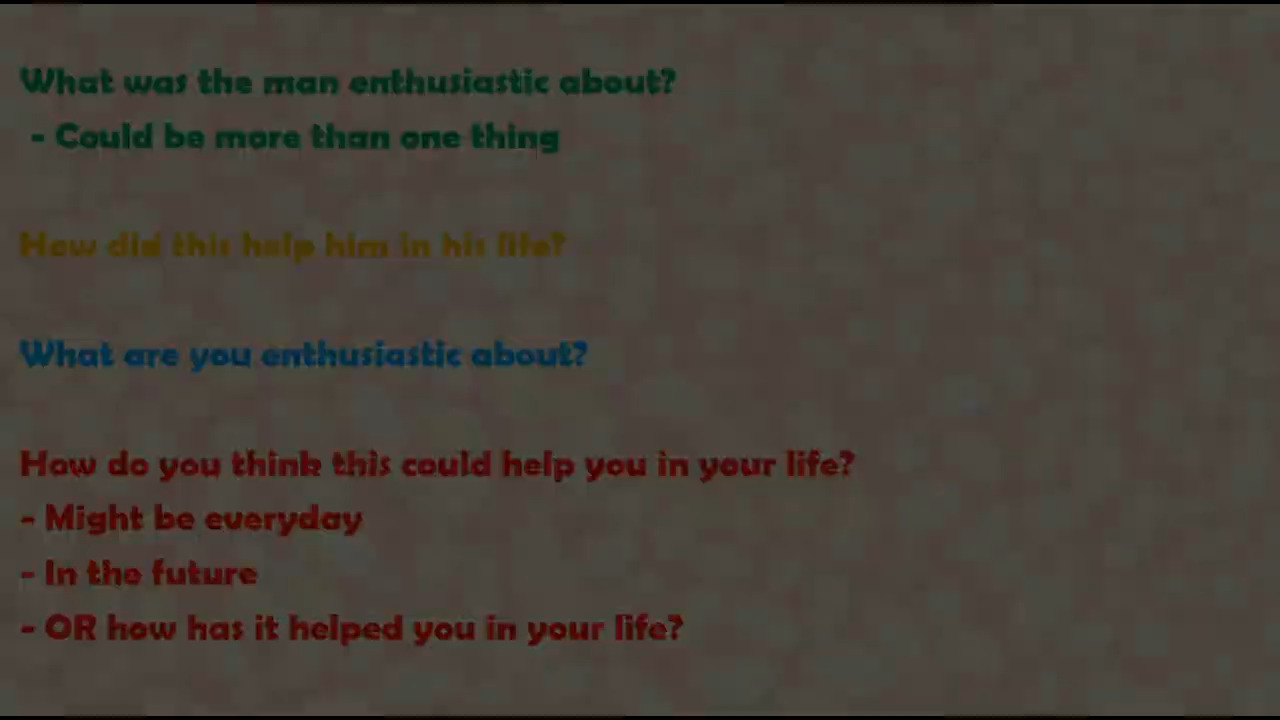 What was the man enthusiastic about?
- Could be more than one thing
How did this help him in his life?
What are you enthusiastic about?
How do you think this could help you in your life?
- Might be everyday
- In the future
- OR how has it helped you in your life?